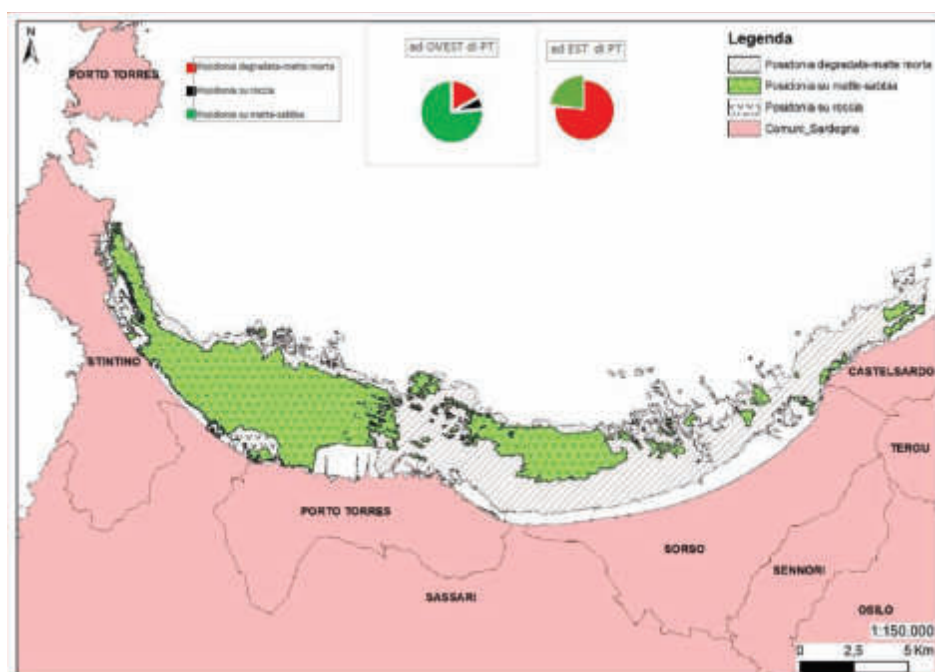 N
PORTO TORRES
Posidonia degradata-matte morta
Posidonia su roccia
Posidonia su matte-sabbia
ad OVEST di PT
ad EST di PT
Legenda
Posidonia degradata-matte morta
Posidonia su matte-sabbia
Posidonia su roccia
Comuni_Sardegna
STINTINO
CASTELSARDO
TERGU
PORTO TORRES
SORSO
SENNORI
SASSARI
OSILO
1:150.000
0 2,5 5 Km